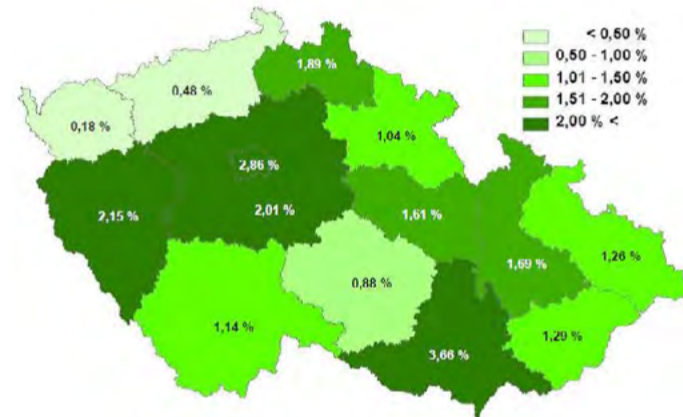 < 0,50 %
0,50 - 1,00 %
1,01 - 1,50 %
1,51 - 2,00 %
2,00 % <
1,89 %
0,48 %
0,18 %
1,04 %
2,86 %
2,15 %
2,01 %
1,61 %
1,26 %
1,69 %
0,88 %
1,14 %
1,29 %
3,66 %